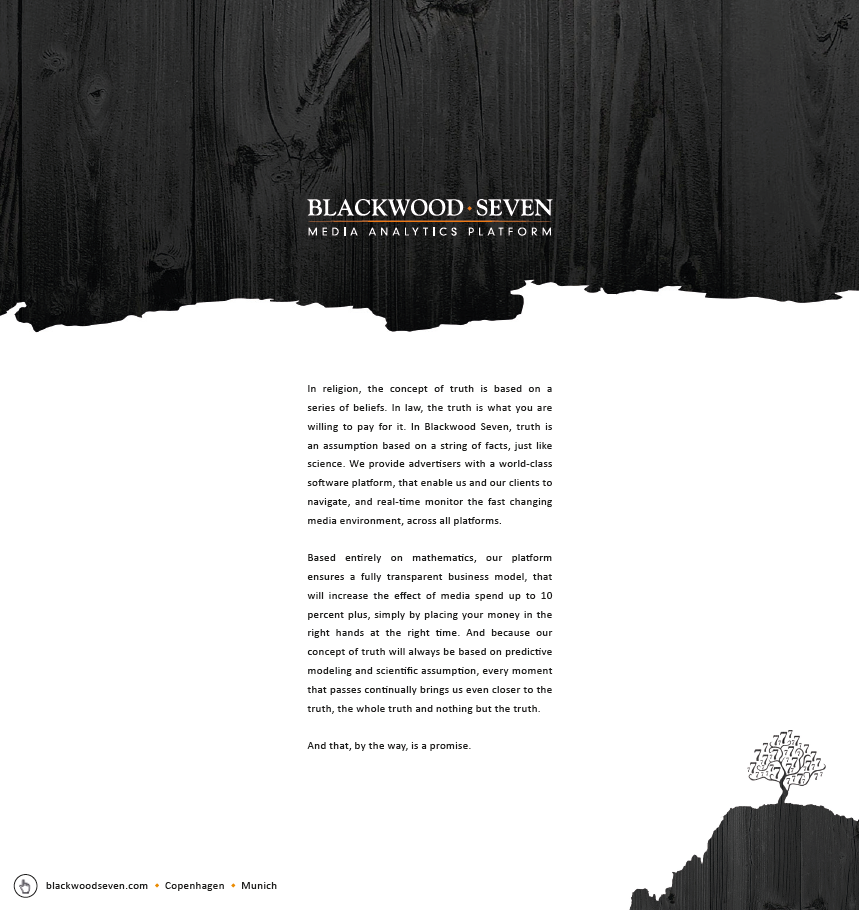 BLACKWOOD SEVEN
MEDIA ANALYTICS PLATFORM
In religion, the concept of truth is based on a
series of beliefs. In law, the truth is what you are
willing to pay for it. In Blackwood Seven, truth is
an assumption based on a string of facts, just like
science. We provide advertisers with a world-class
software platform, that enable us and our clients to
navigate, and real-time monitor the fast changing
media environment, across all platforms.
Based entirely on mathematics, our platform
ensures a fully transparent business model, that
will increase the effect of media spend up to 10
percent plus, simply by placing your money in the
right hands at the right time. And because our
concept of truth will always be based on predictive
modeling and scientific assumption, every moment
that passes continually brings us even closer to the
truth, the whole truth and nothing but the truth.
And that, by the way, is a promise.
blackwoodseven.com • Copenhagen • Munich